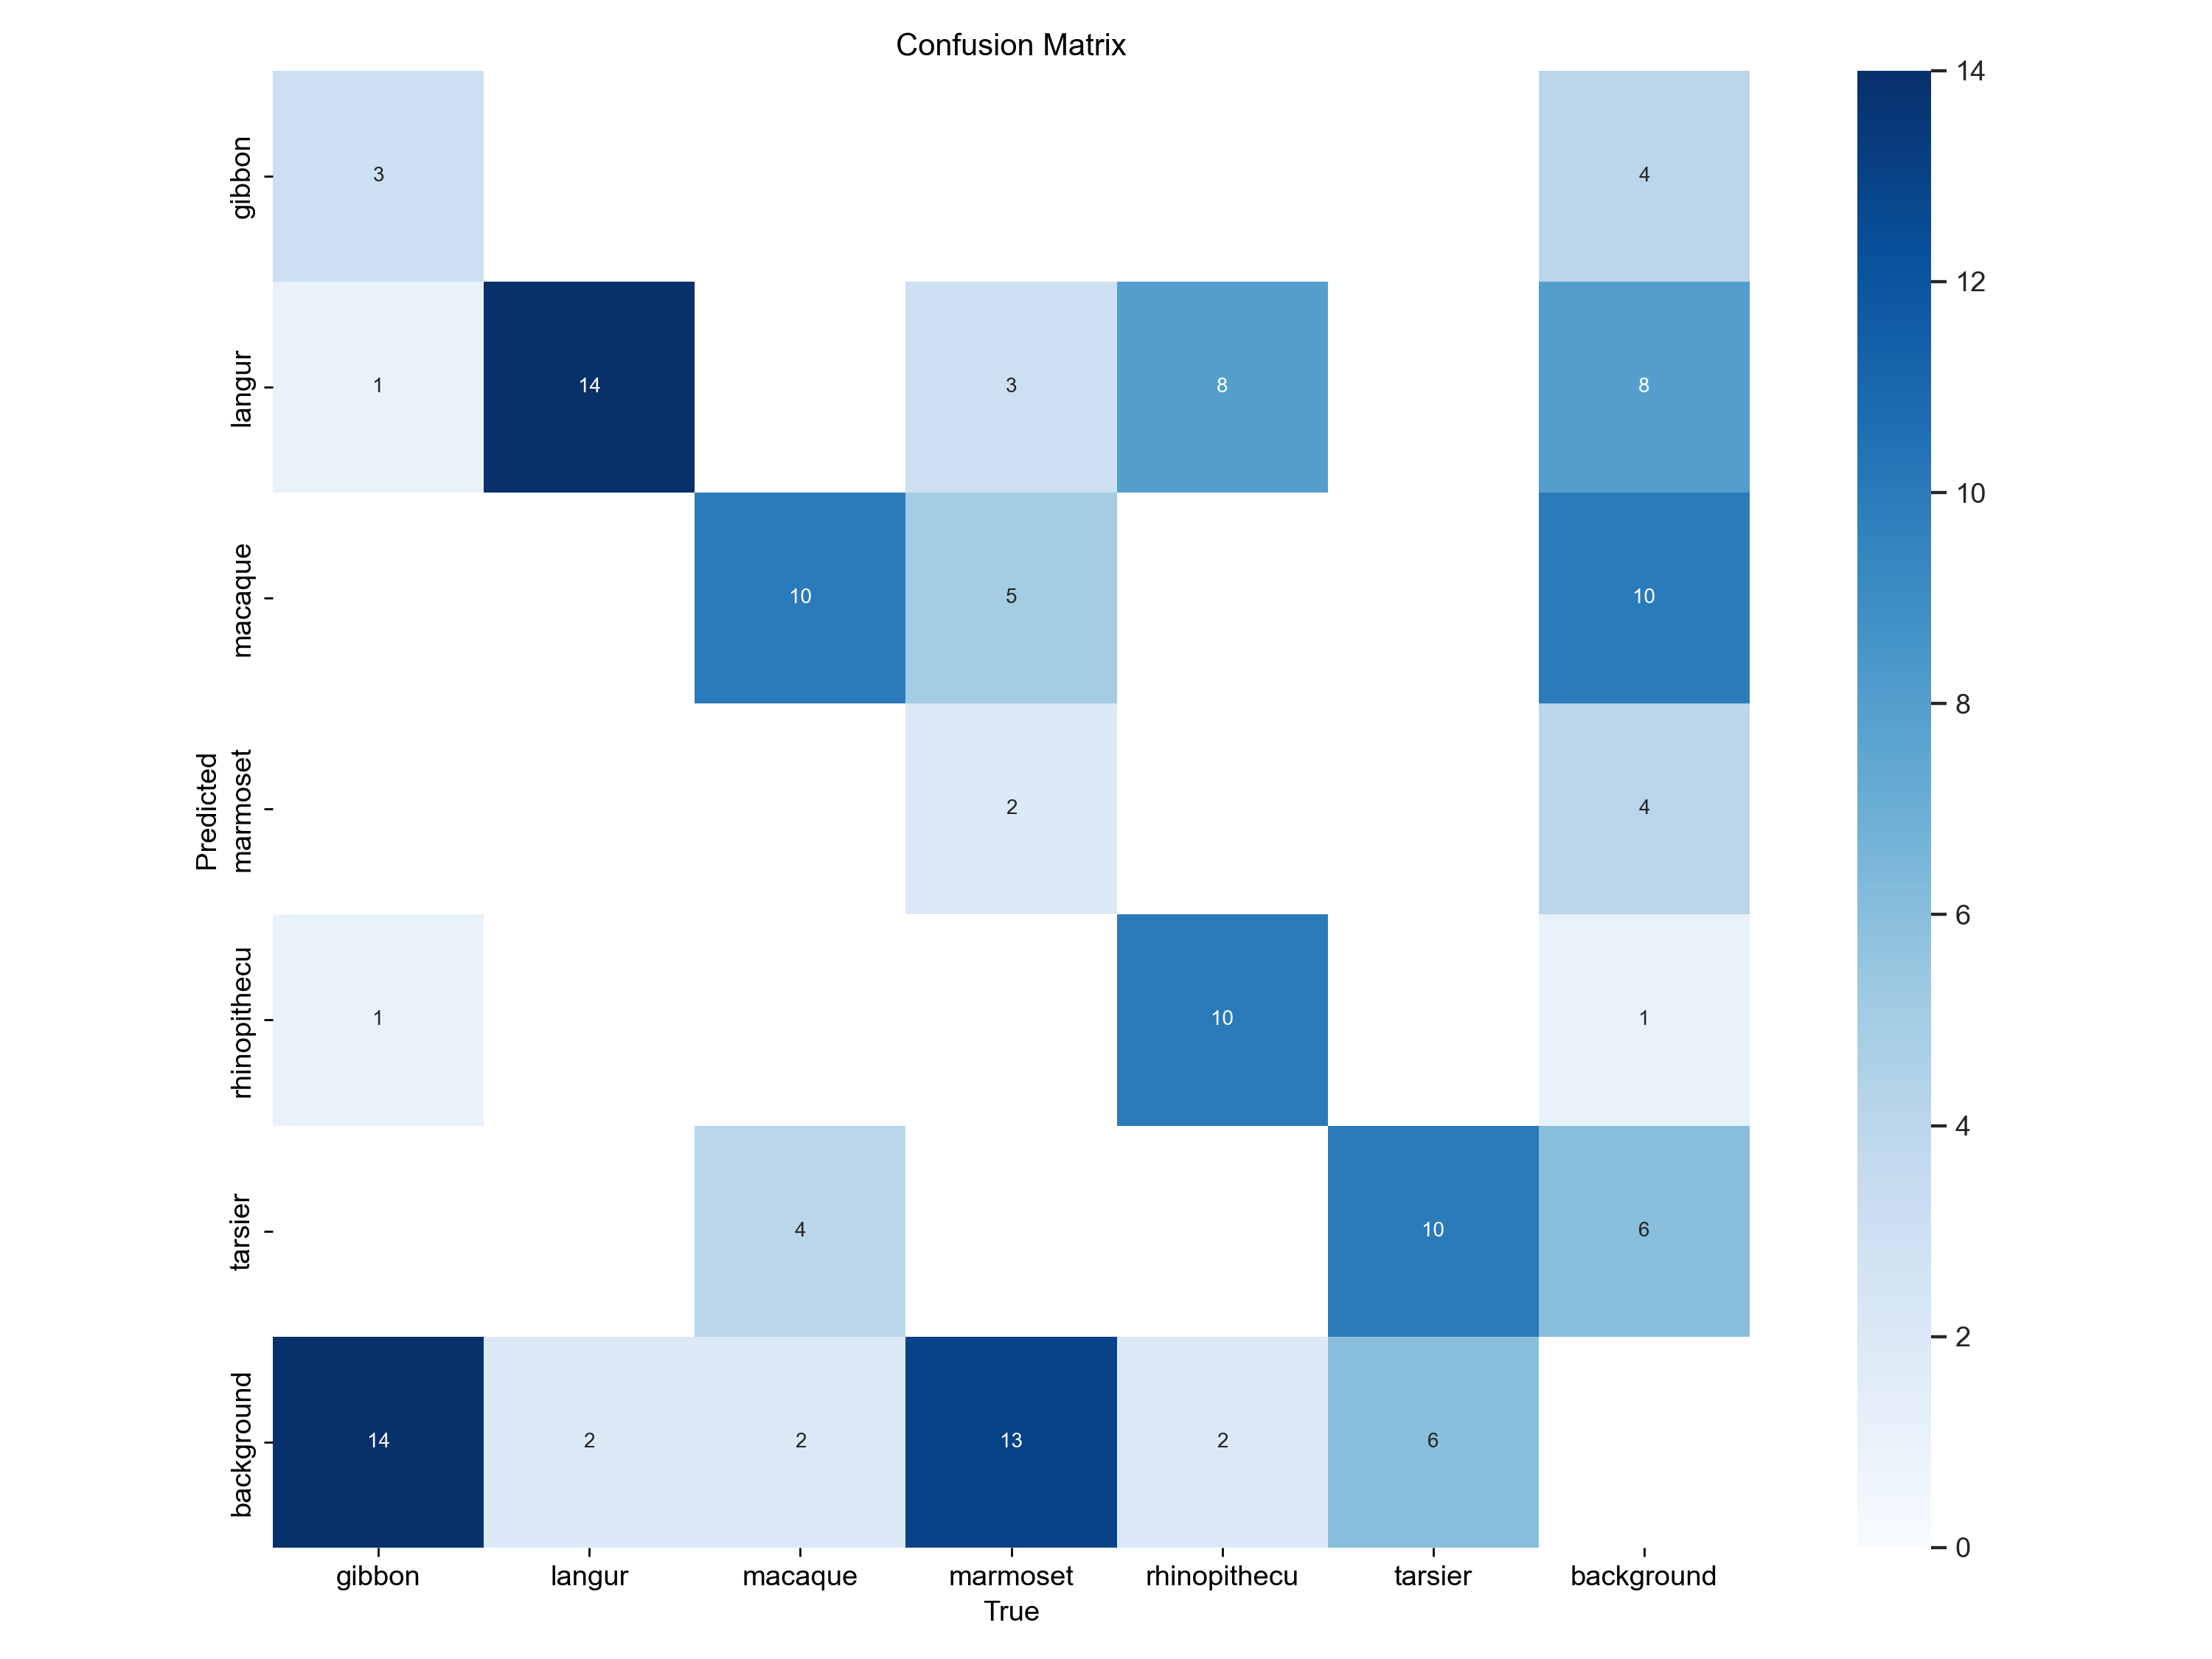 Confusion Matrix
gibbon
langur
macaque
marmoset
rhinopithecu
tarsier
background
Predicted
3 4
1 14 3 8 8
10 5 10
2 4
1 10 1
4 10 6
14 2 2 13 2 6
gibbon langur macaque marmoset rhinopithecu tarsier background
True
14
12
10
8
6
4
2
0